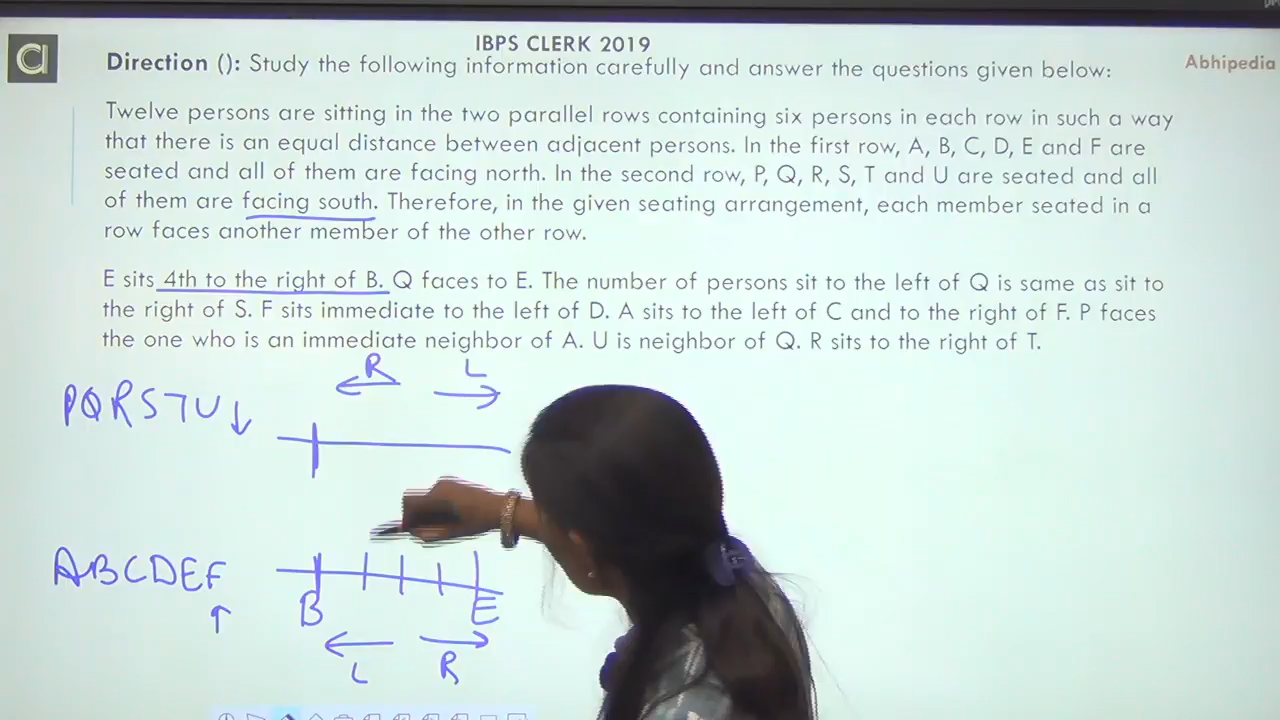 IBPS CLERK 2019
Direction (): Study the following information carefully and answer the questions given below:
Abhipedia
Twelve persons are sitting in the two parallel rows containing six persons in each row in such a way
that there is an equal distance between adjacent persons. In the first row, A, B, C, D, E and F are
seated and all of them are facing north. In the second row, P, Q, R, S, T and U are seated and all
of them are facing south. Therefore, in the given seating arrangement, each member seated in a
row faces another member of the other row.
E sits 4th to the right of B. Q faces to E. The number of persons sit to the left of Q is same as sit to
the right of S. F sits immediate to the left of D. A sits to the left of C and to the right of F. P faces
the one who is an immediate neighbor of A. U is neighbor of Q. R sits to the right of T.
R L
PQRSTU↓
ABCDEF
↑
B E
L R